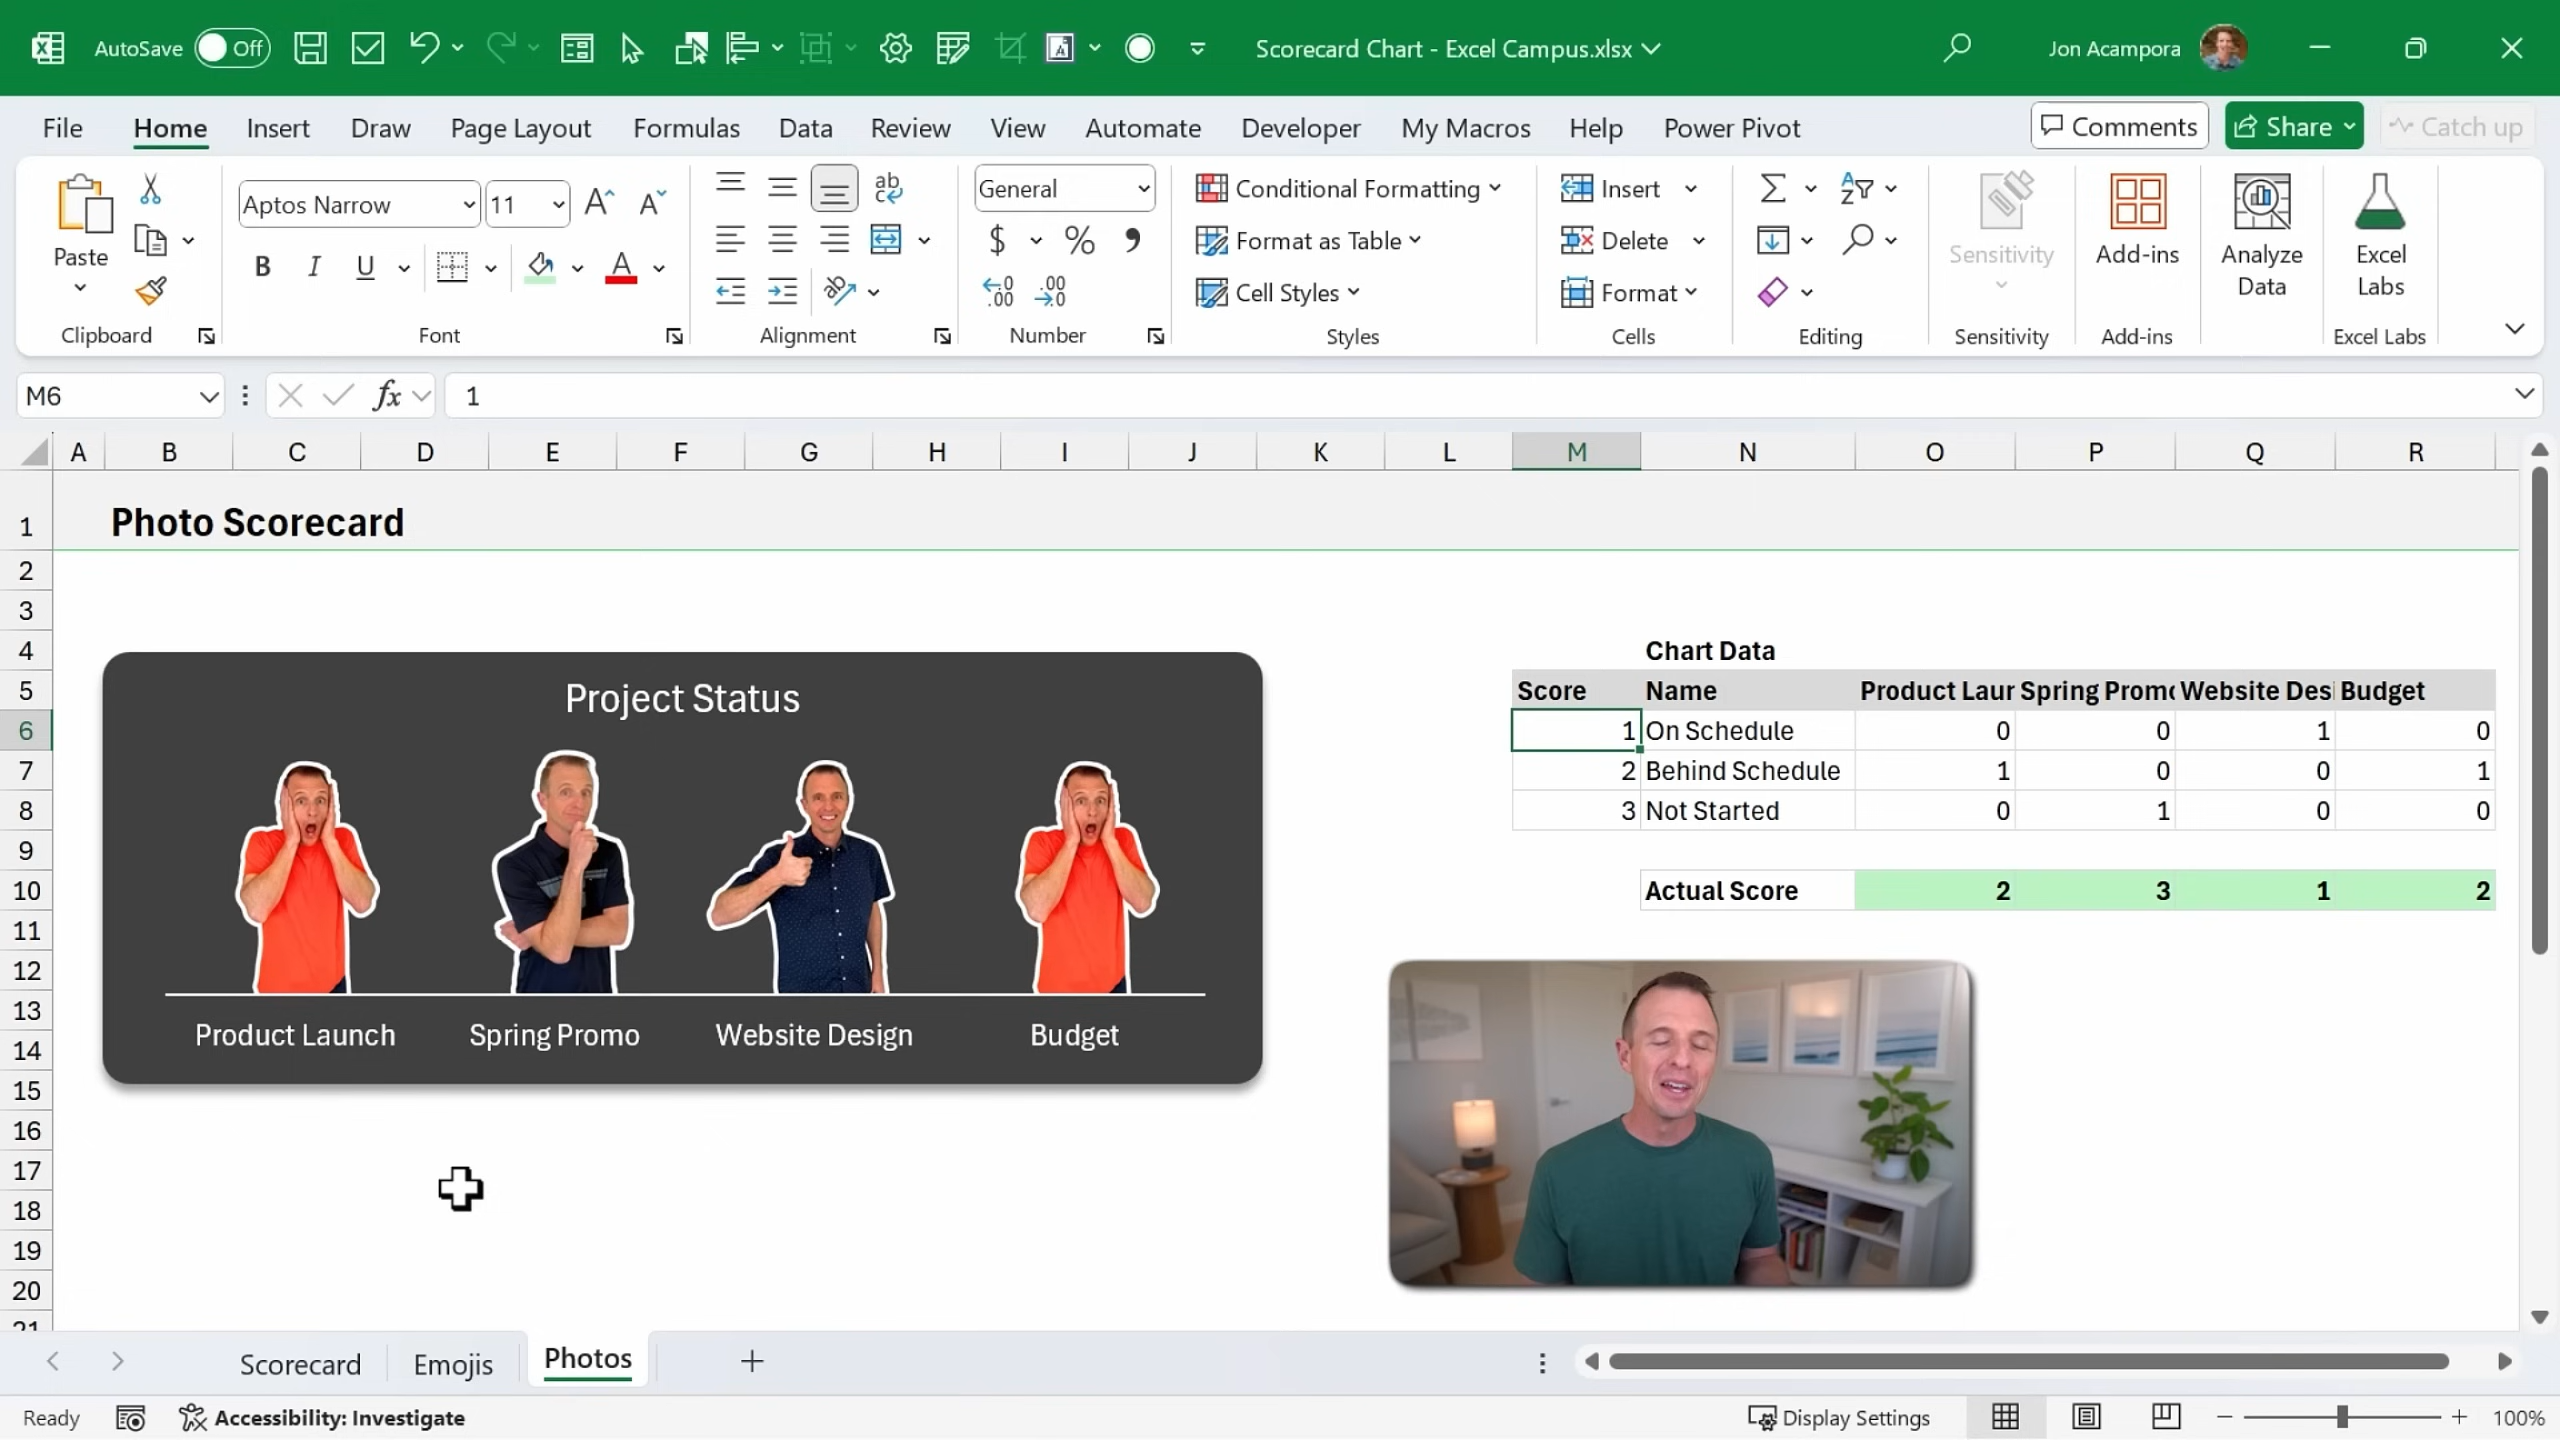 AutoSave Off Scorecard Chart - Excel Campus.xlsx Jon Acampora
File Home Insert Draw Page Layout Formulas Data Review View Automate Developer My Macros Help Power Pivot Comments Share Catch up
Paste
Aptos Narrow 11
B I U A
ab
General
$ % 9
Conditional Formatting
Format as Table
Cell Styles
Insert
Delete
Format
Sensitivity
Add-ins
Analyze
Data
Excel
Labs
Clipboard Font Alignment Number Styles Cells Editing Sensitivity Add-ins Excel Labs
M6 fx 1
A B C D E F G H I J K L M N O P Q R
1 Photo Scorecard
2
3
4 Chart Data
5 Score Name Product Laur Spring Promo Website Desi Budget
6 1 On Schedule 0 0 1 0
7 2 Behind Schedule 1 0 0 1
8 3 Not Started 0 1 0 0
9
10 Actual Score 2 3 1 2
11
12
13
14
15
16
17
18
19
20
21
Project Status
Product Launch Spring Promo Website Design Budget
Scorecard Emojis Photos
Ready Accessibility: Investigate Display Settings 100%